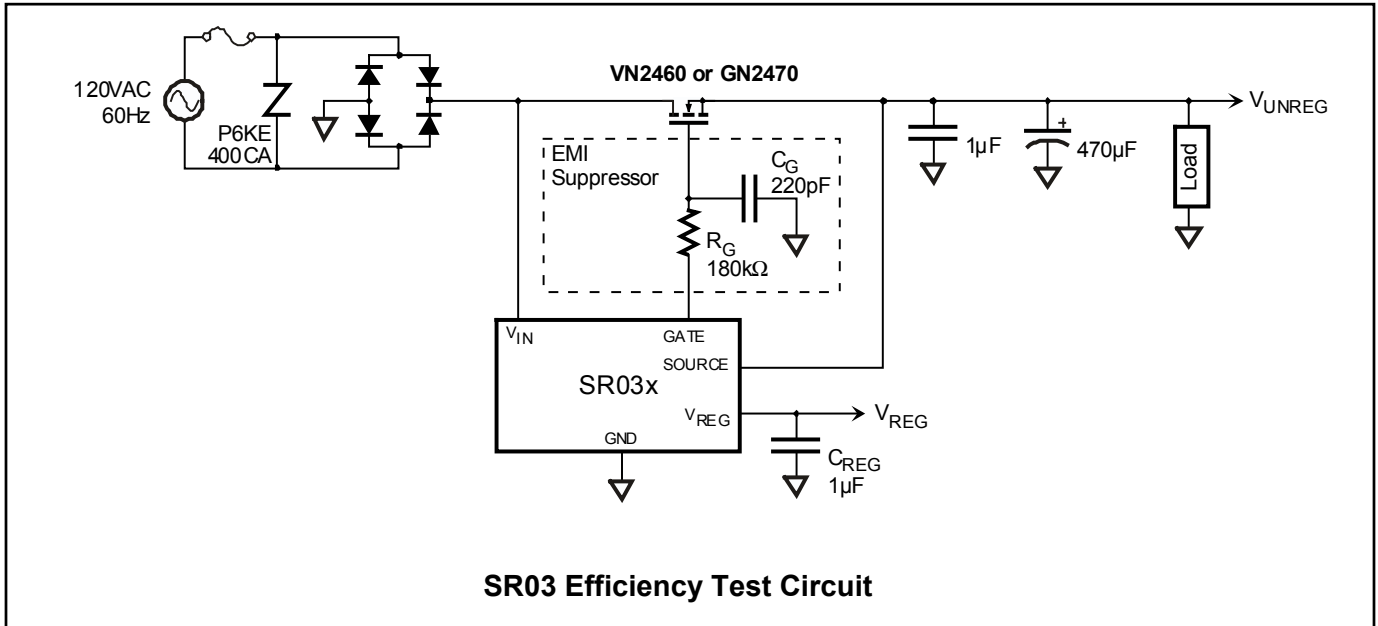 VN2460 or GN2470
120VAC
60Hz
P6KE
400CA
EMI
Suppressor
CG
220pF
RG
180kΩ
1µF
+
470µF
Load
VUNREG
VIN
GATE
SOURCE
SR03x
VREG
GND
VREG
CREG
1µF
SR03 Efficiency Test Circuit